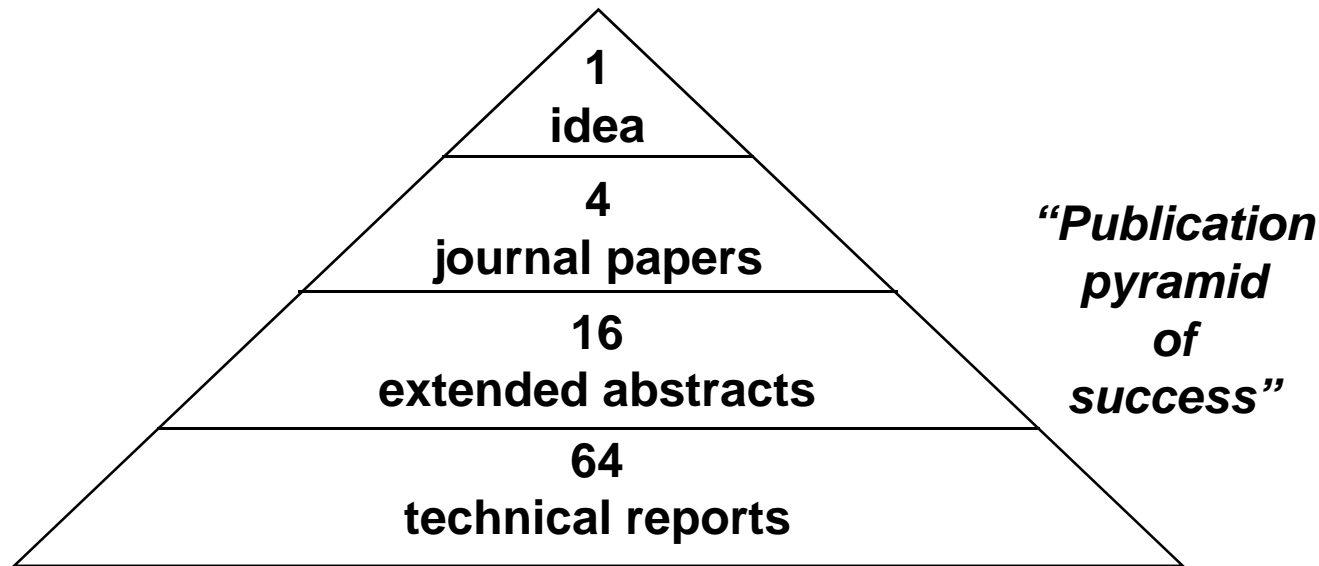 1
idea
4
journal papers
16
extended abstracts
64
technical reports
“Publication
pyramid
of
success”